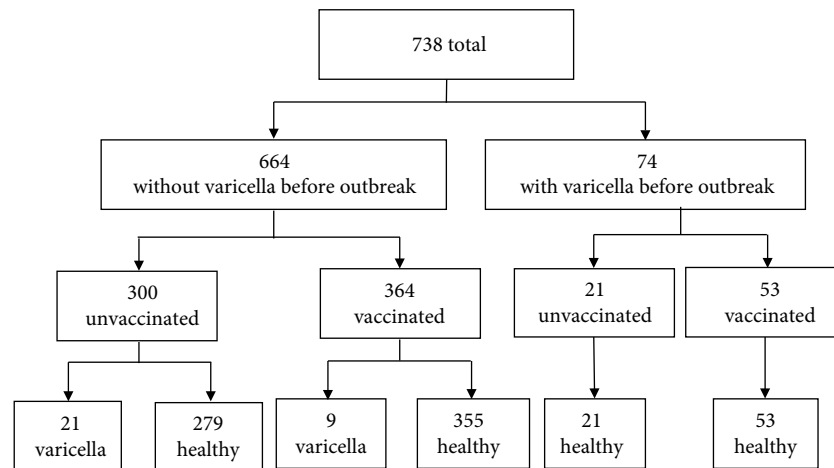 738 total
664
without varicella before outbreak
74
with varicella before outbreak
300
unvaccinated
364
vaccinated
21
unvaccinated
53
vaccinated
21
varicella
279
healthy
9
varicella
355
healthy
21
healthy
53
healthy